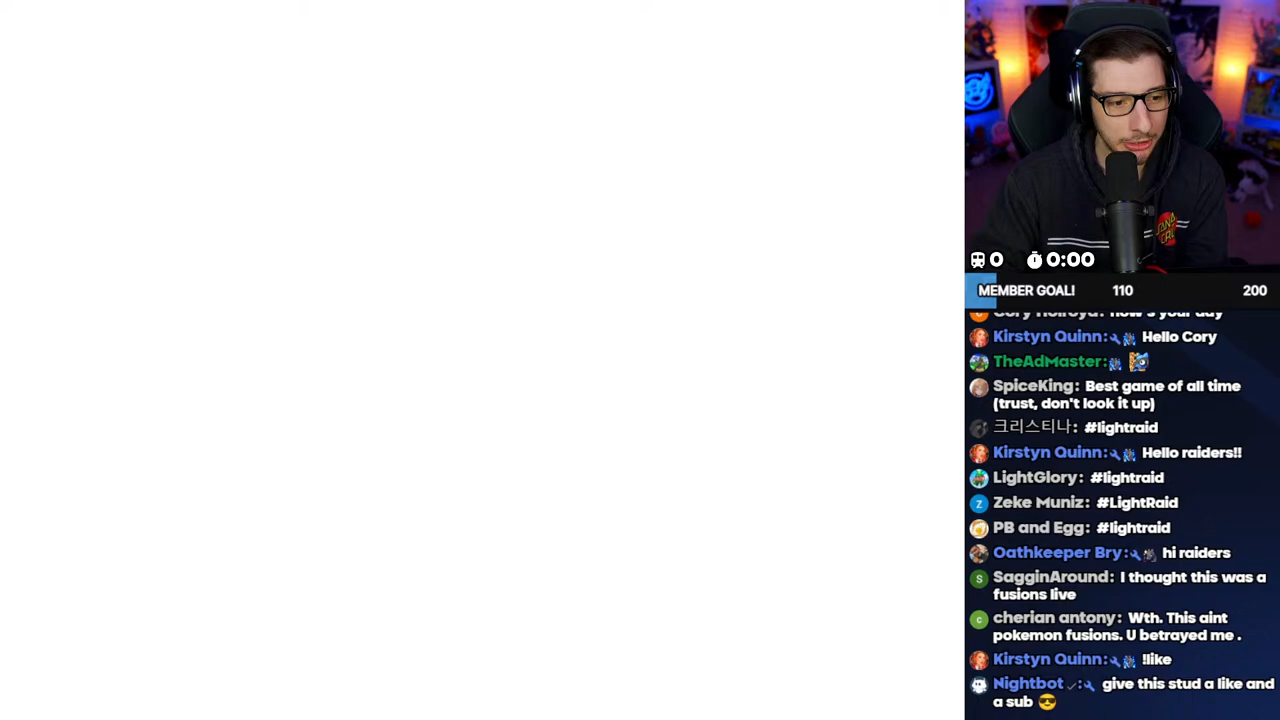 0 0:00
MEMBER GOAL! 110 200
Kirstyn Quinn: Hello Cory
TheAdMaster:
SpiceKing: Best game of all time
(trust, don't look it up)
크리스티나: #lightraid
Kirstyn Quinn: Hello raiders!!
LightGlory: #lightraid
Zeke Muniz: #LightRaid
PB and Egg: #lightraid
Oathkeeper Bry: hi raiders
SagginAround: I thought this was a
fusions live
cherian antony: Wth. This aint
pokemon fusions. U betrayed me .
Kirstyn Quinn: !like
Nightbot : give this stud a like and
a sub 😎